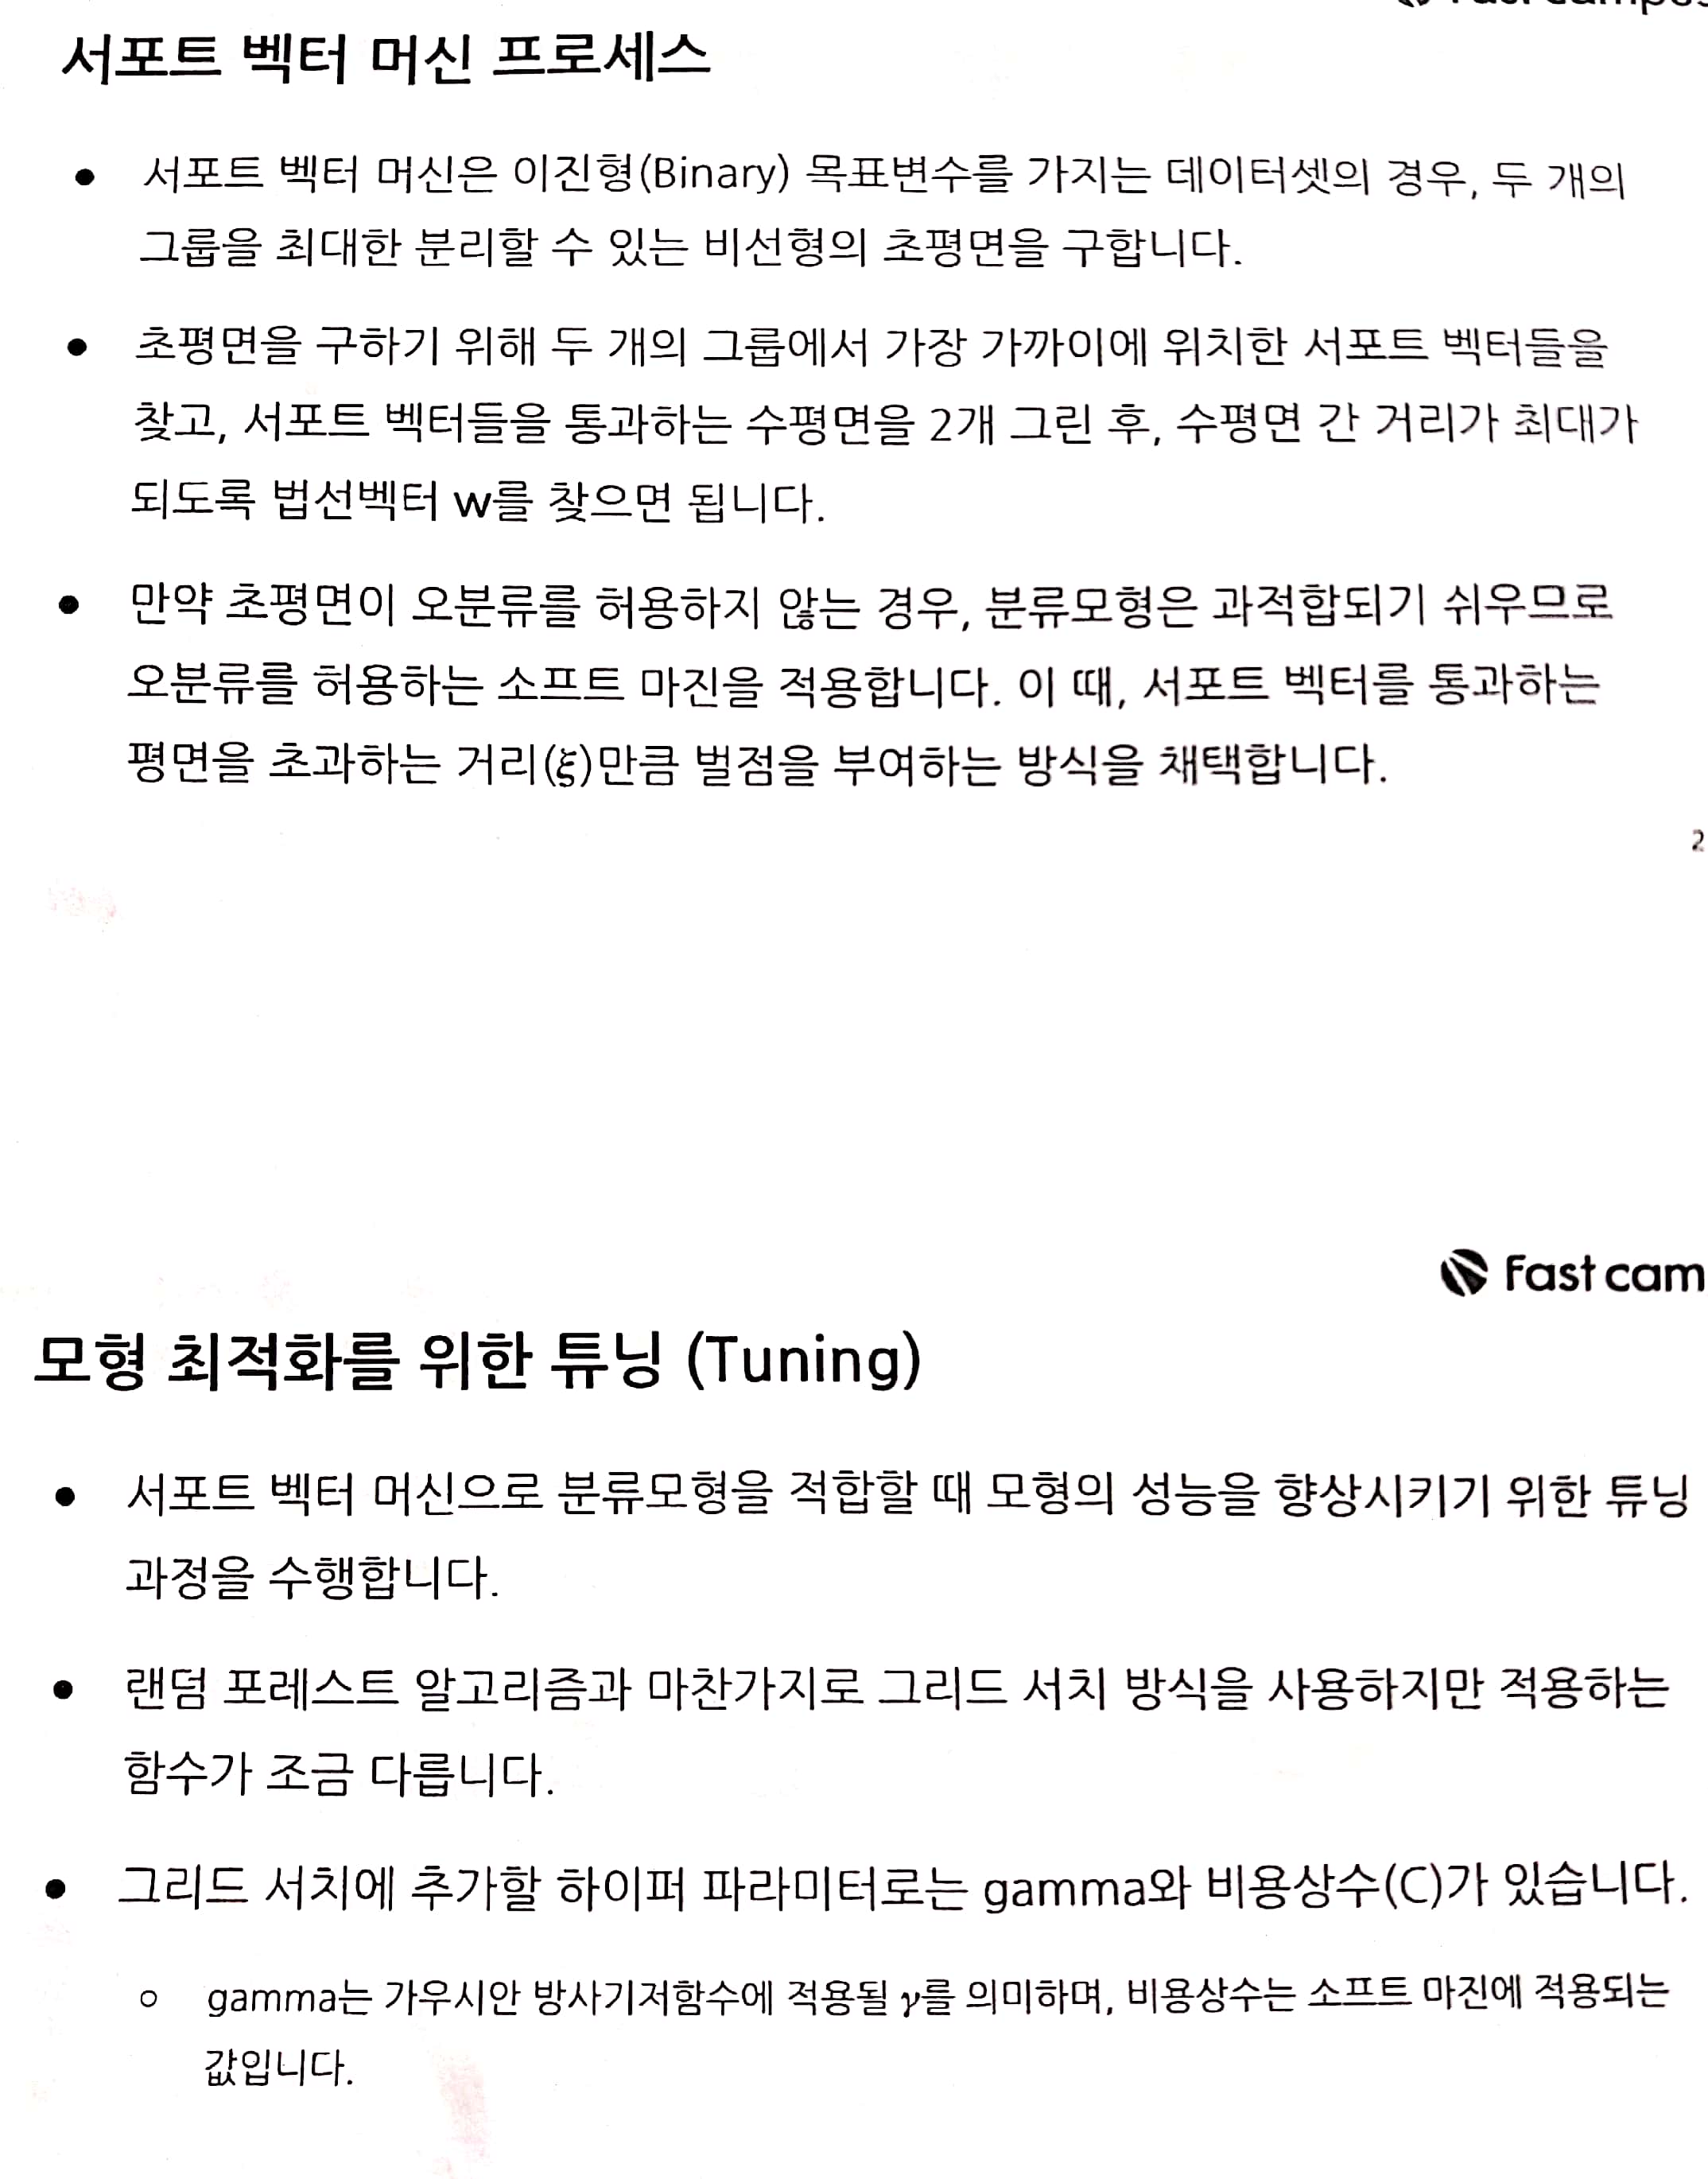 서포트 벡터 머신 프로세스
• 서포트 벡터 머신은 이진형(Binary) 목표변수를 가지는 데이터셋의 경우, 두 개의
그룹을 최대한 분리할 수 있는 비선형의 초평면을 구합니다.
• 초평면을 구하기 위해 두 개의 그룹에서 가장 가까이에 위치한 서포트 벡터들을
찾고, 서포트 벡터들을 통과하는 수평면을 2개 그린 후, 수평면 간 거리가 최대가
되도록 법선벡터 w를 찾으면 됩니다.
• 만약 초평면이 오분류를 허용하지 않는 경우, 분류모형은 과적합되기 쉬우므로
오분류를 허용하는 소프트 마진을 적용합니다. 이 때, 서포트 벡터를 통과하는
평면을 초과하는 거리(ξ)만큼 벌점을 부여하는 방식을 채택합니다.
2
Fast cam
모형 최적화를 위한 튜닝 (Tuning)
• 서포트 벡터 머신으로 분류모형을 적합할 때 모형의 성능을 향상시키기 위한 튜닝
과정을 수행합니다.
• 랜덤 포레스트 알고리즘과 마찬가지로 그리드 서치 방식을 사용하지만 적용하는
함수가 조금 다릅니다.
• 그리드 서치에 추가할 하이퍼 파라미터로는 gamma와 비용상수(C)가 있습니다.
○ gamma는 가우시안 방사기저함수에 적용될 γ를 의미하며, 비용상수는 소프트 마진에 적용되는
값입니다.